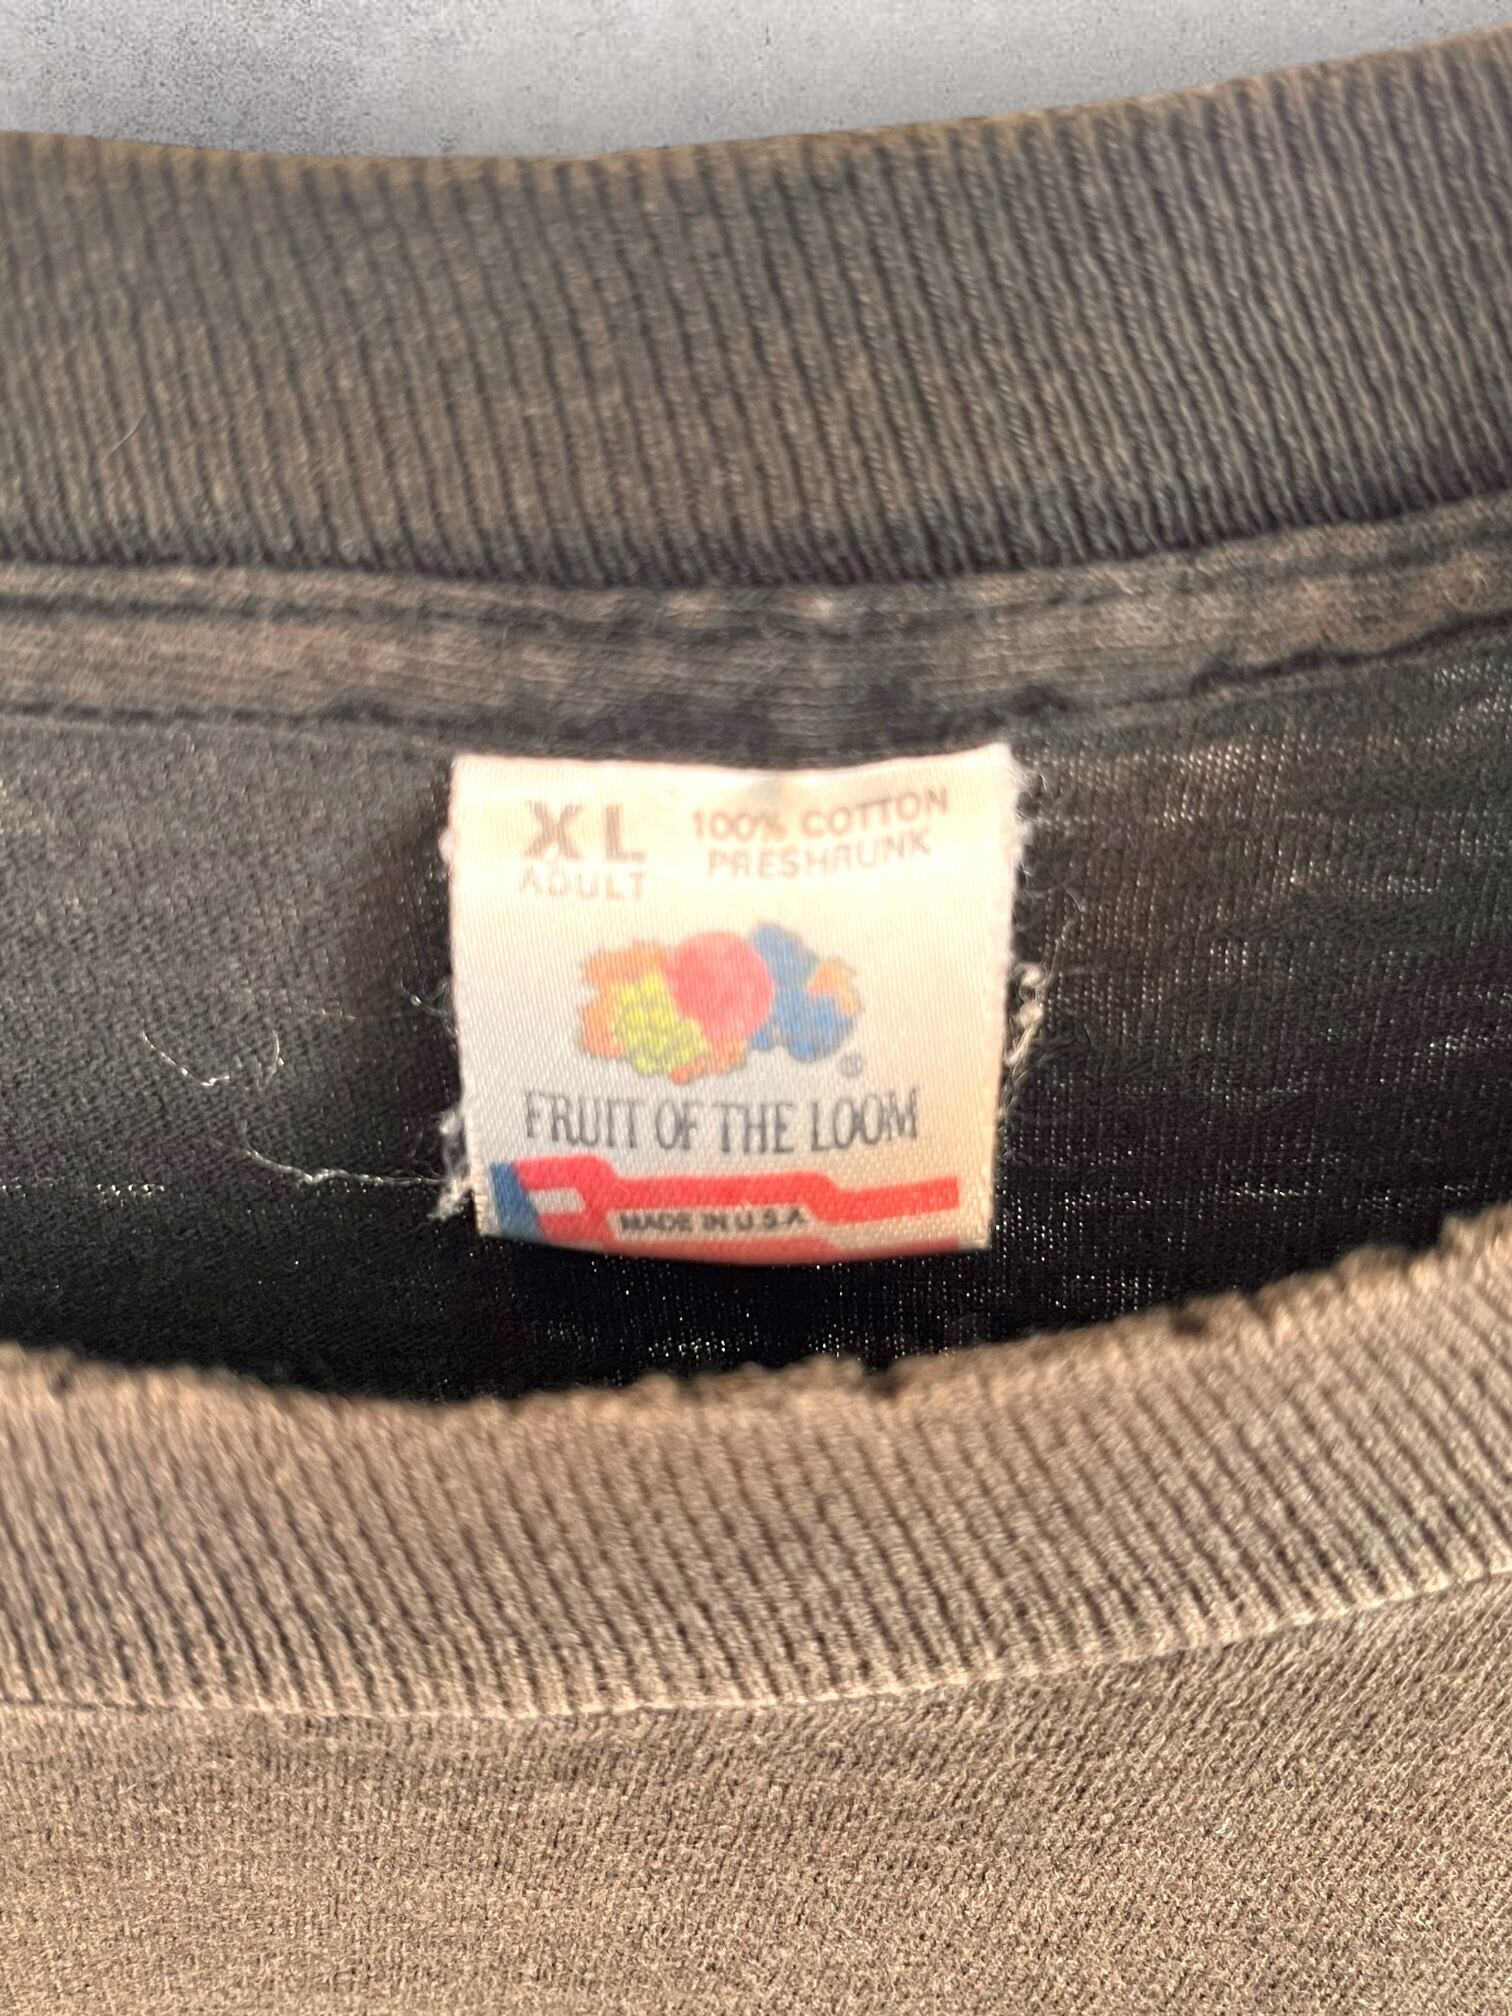 XL
ADULT
100% COTTON
PRESHRUNK
©
FRUIT OF THE LOOM
MADE IN U.S.A